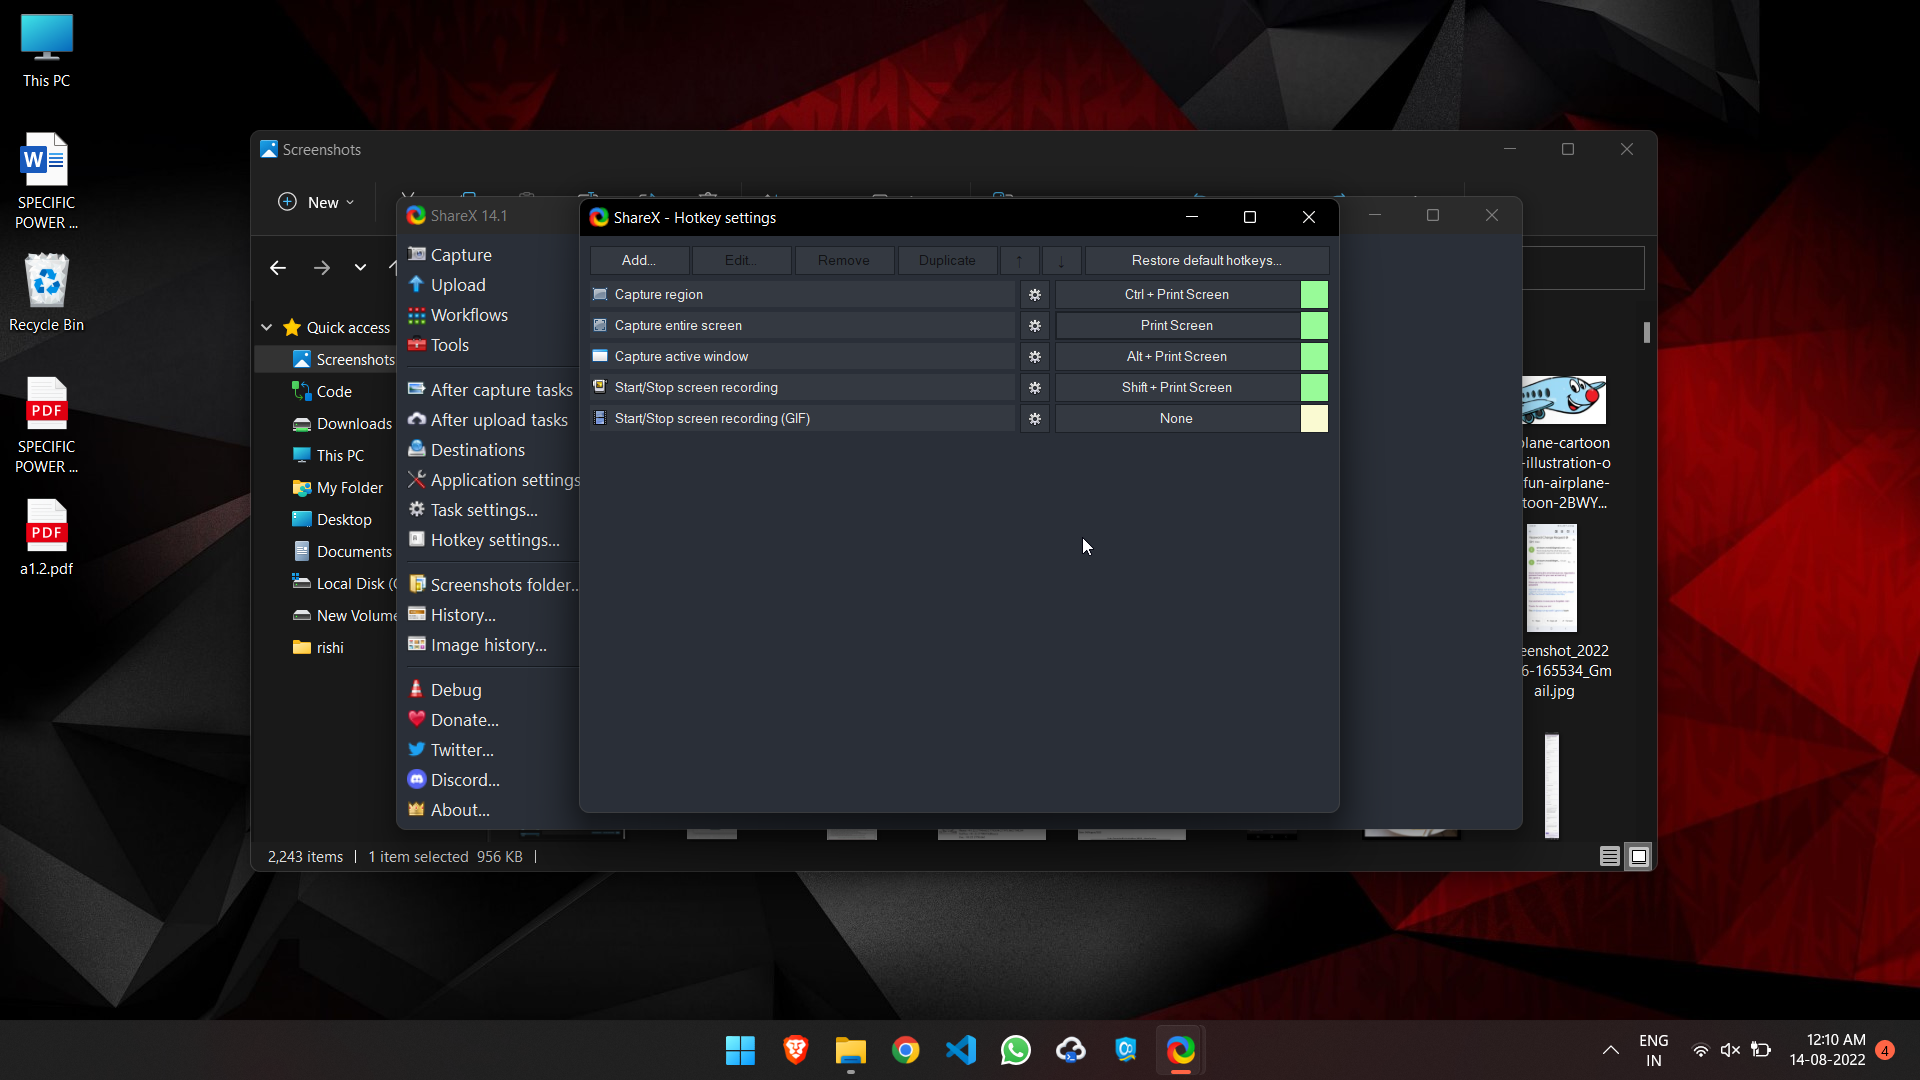 This PC
SPECIFIC
POWER ...
Recycle Bin
SPECIFIC
POWER ...
a1.2.pdf
Screenshots
New
Quick access
Screenshots
Code
Downloads
This PC
My Folder
Desktop
Documents
Local Disk (
New Volume
rishi
2,243 items
1 item selected 956 KB
ShareX 14.1
Capture
Upload
Workflows
Tools
After capture tasks
After upload tasks
Destinations
Application settings
Task settings...
Hotkey settings...
Screenshots folder..
History...
Image history...
Debug
Donate...
Twitter...
Discord...
About...
ShareX - Hotkey settings
Add... Edit... Remove Duplicate ↑ ↓ Restore default hotkeys...
Capture region Ctrl + Print Screen
Capture entire screen Print Screen
Capture active window Alt + Print Screen
Start/Stop screen recording Shift + Print Screen
Start/Stop screen recording (GIF) None
lane-cartoon
-illustration-o
fun-airplane-
toon-2BWY...
eenshot_2022
6-165534_Gm
ail.jpg
ENG
IN
12:10 AM
14-08-2022
4